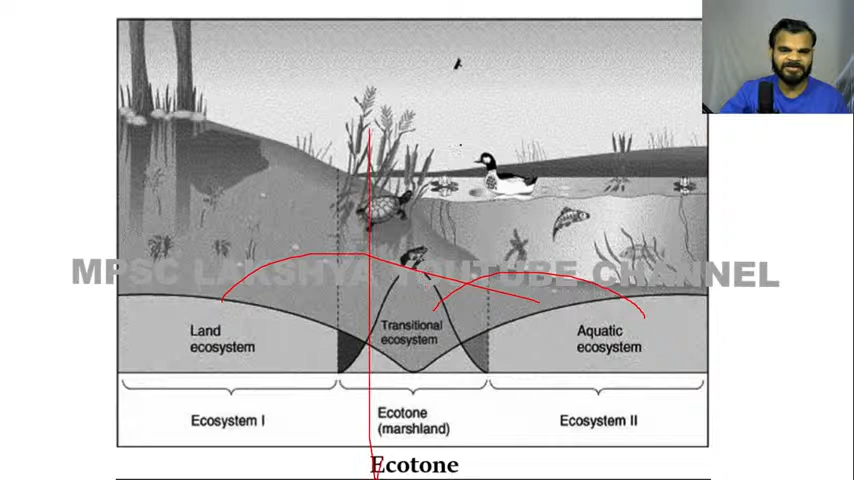 MPSC LAKSHYA YOUTUBE CHANNEL
Land
ecosystem
Transitional
ecosystem
Aquatic
ecosystem
Ecosystem I
Ecotone
(marshland)
Ecosystem II
Ecotone